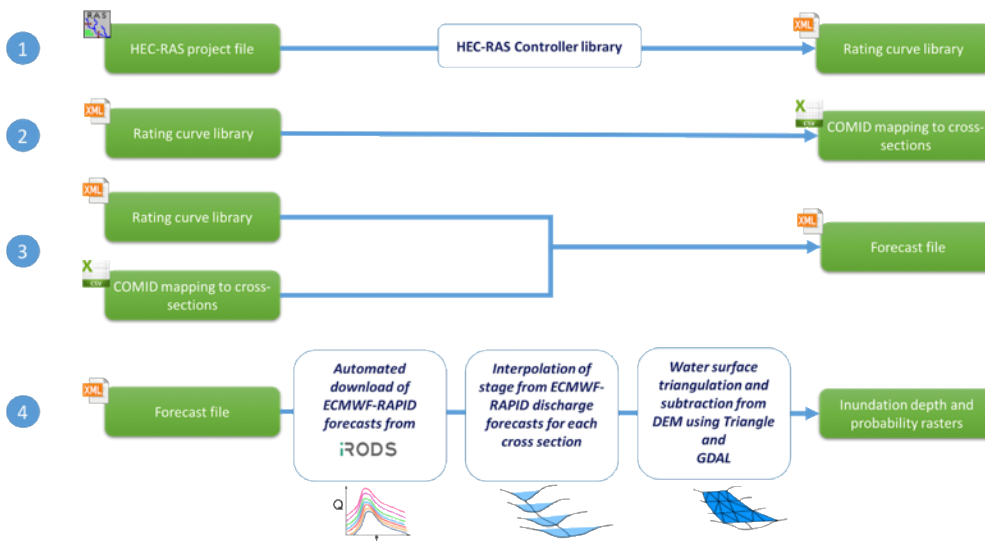 RAS
1
HEC-RAS project file
HEC-RAS Controller library
XML
Rating curve library
2
XML
Rating curve library
X
CSV
COMID mapping to cross-
sections
3
XML
Rating curve library
X
CSV
COMID mapping to cross-
sections
XML
Forecast file
4
XML
Forecast file
Automated
download of
ECMWF-RAPID
forecasts from
iRODS
Interpolation of
stage from ECMWF-
RAPID discharge
forecasts for each
cross section
Water surface
triangulation and
subtraction from
DEM using Triangle
and
GDAL
Inundation depth and
probability rasters
Q